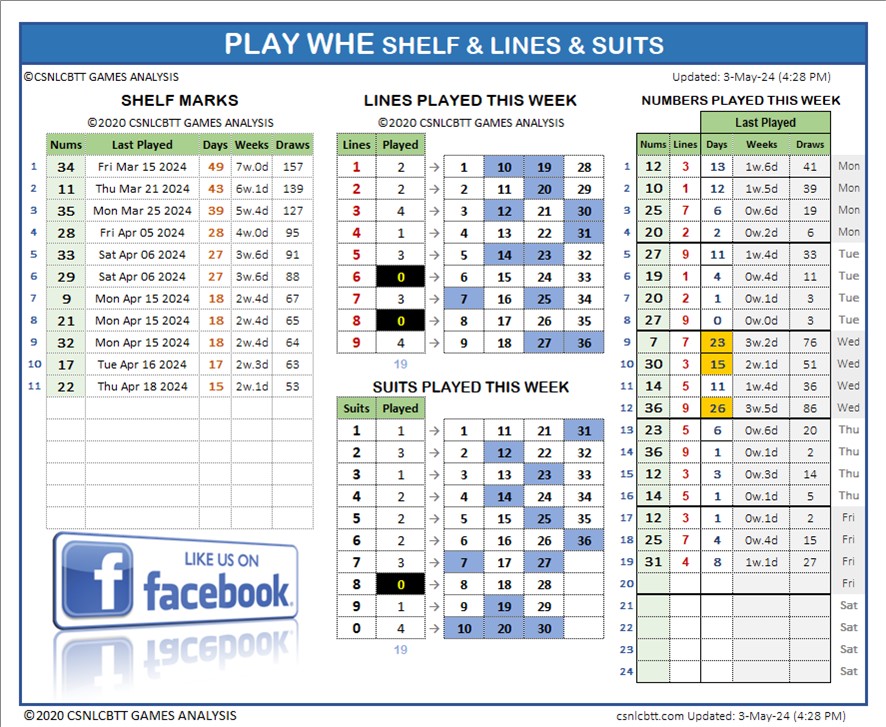 PLAY WHE SHELF & LINES & SUITS
©CSNLCBTT GAMES ANALYSIS
Updated: 3-May-24 (4:28 PM)
SHELF MARKS
©2020 CSNLCBTT GAMES ANALYSIS
Nums Last Played Days Weeks Draws
1 34 Fri Mar 15 2024 49 7w.0d 157
2 11 Thu Mar 21 2024 43 6w.1d 139
3 35 Mon Mar 25 2024 39 5w.4d 127
4 28 Fri Apr 05 2024 28 4w.0d 95
5 33 Sat Apr 06 2024 27 3w.6d 91
6 29 Sat Apr 06 2024 27 3w.6d 88
7 9 Mon Apr 15 2024 18 2w.4d 67
8 21 Mon Apr 15 2024 18 2w.4d 65
9 32 Mon Apr 15 2024 18 2w.4d 64
10 17 Tue Apr 16 2024 17 2w.3d 63
11 22 Thu Apr 18 2024 15 2w.1d 53
LIKE US ON
facebook.
LINES PLAYED THIS WEEK
©2020 CSNLCBTT GAMES ANALYSIS
Lines Played
1 2 → 1 10 19 28
2 2 → 2 11 20 29
3 4 → 3 12 21 30
4 1 → 4 13 22 31
5 3 → 5 14 23 32
6 0 → 6 15 24 33
7 3 → 7 16 25 34
8 0 → 8 17 26 35
9 4 → 9 18 27 36
19
SUITS PLAYED THIS WEEK
Suits Played
1 1 → 1 11 21 31
2 3 → 2 12 22 32
3 1 → 3 13 23 33
4 2 → 4 14 24 34
5 2 → 5 15 25 35
6 2 → 6 16 26 36
7 3 → 7 17 27
8 0 → 8 18 28
9 1 → 9 19 29
0 4 → 10 20 30
19
NUMBERS PLAYED THIS WEEK
Last Played
Nums Lines Days Weeks Draws
1 12 3 13 1w.6d 41 Mon
2 10 1 12 1w.5d 39 Mon
3 25 7 6 0w.6d 19 Mon
4 20 2 2 0w.2d 6 Mon
5 27 9 11 1w.4d 33 Tue
6 19 1 4 0w.4d 11 Tue
7 20 2 1 0w.1d 3 Tue
8 27 9 0 0w.0d 3 Tue
9 7 7 23 3w.2d 76 Wed
10 30 3 15 2w.1d 51 Wed
11 14 5 11 1w.4d 36 Wed
12 36 9 26 3w.5d 86 Wed
13 23 5 6 0w.6d 20 Thu
14 36 9 1 0w.1d 2 Thu
15 12 3 3 0w.3d 14 Thu
16 14 5 1 0w.1d 5 Thu
17 12 3 1 0w.1d 2 Fri
18 25 7 4 0w.4d 15 Fri
19 31 4 8 1w.1d 27 Fri
20 Fri
21 Sat
22 Sat
23 Sat
24 Sat
©2020 CSNLCBTT GAMES ANALYSIS
csnlcbtt.com Updated: 3-May-24 (4:28 PM)